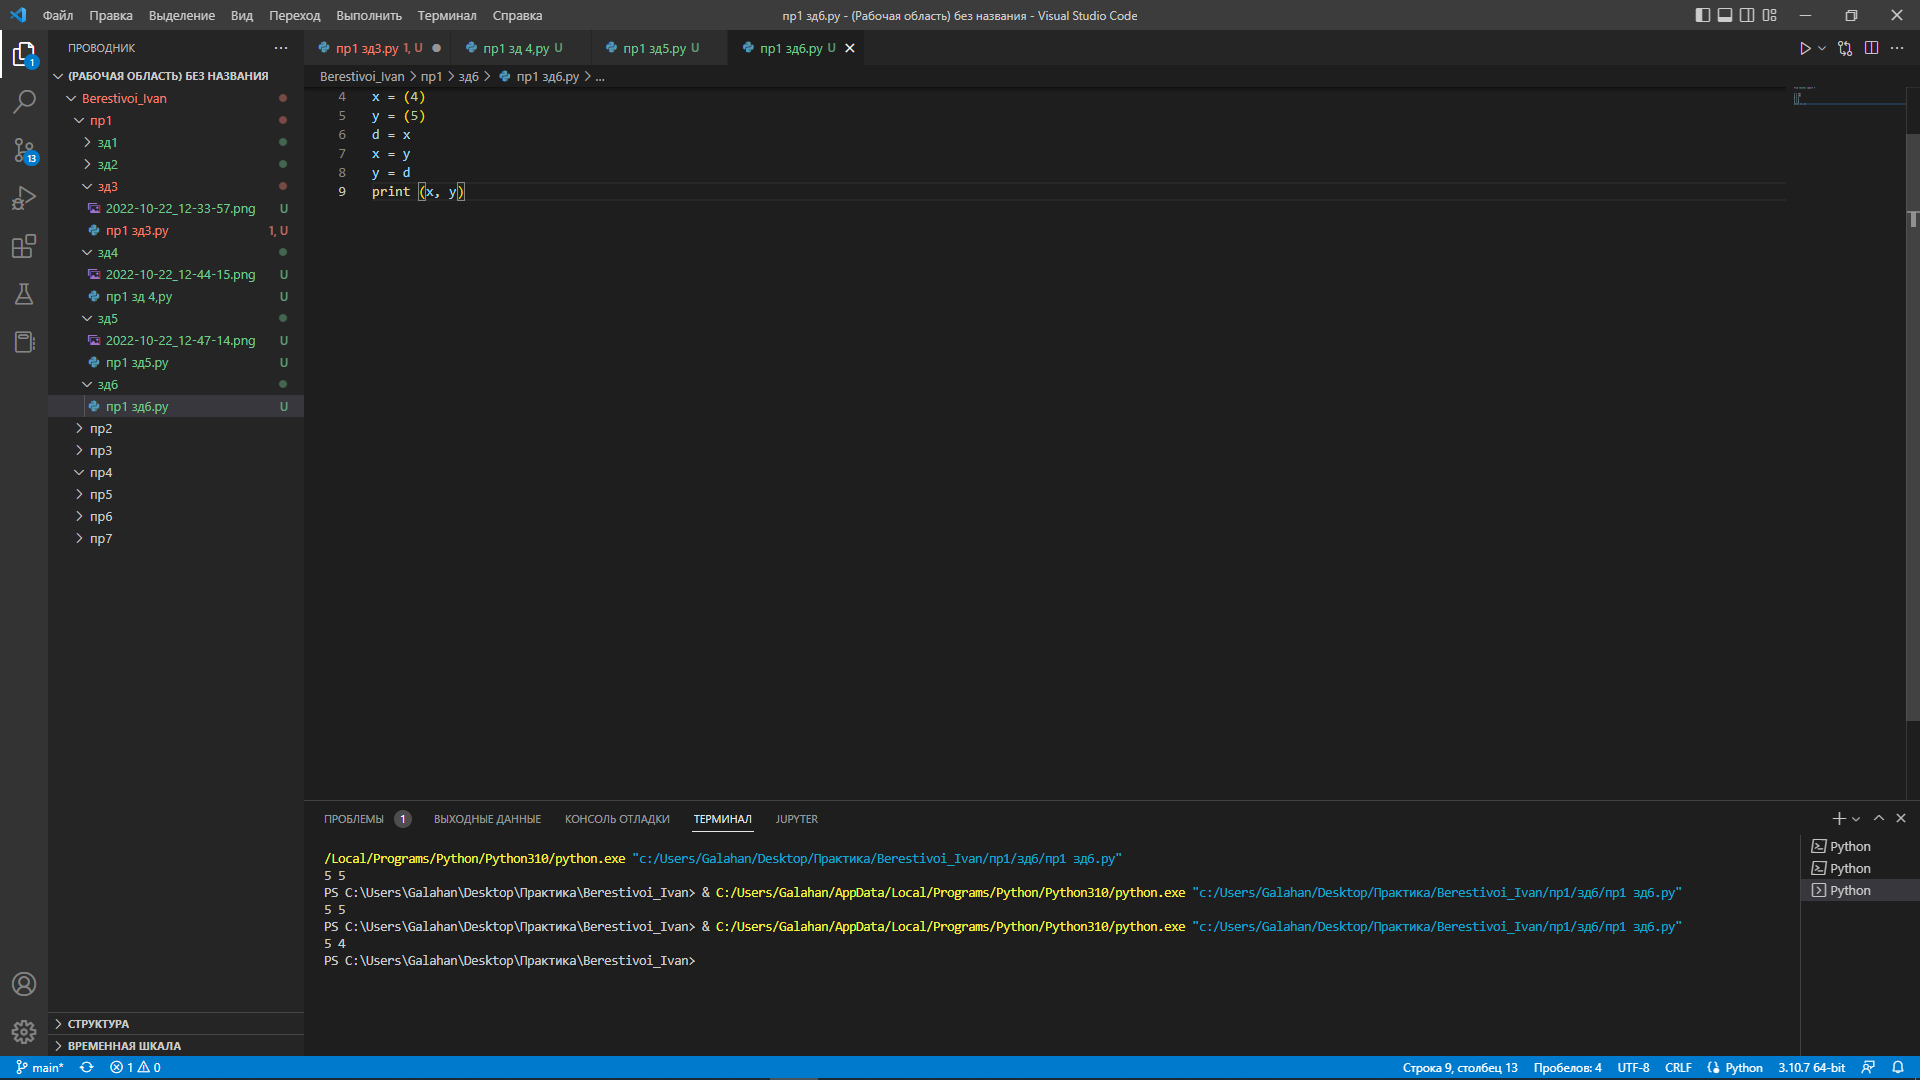 Файл Правка Выделение Вид Переход Выполнить Терминал Справка
пр1 зд6.py - (Рабочая область) без названия - Visual Studio Code
ПРОВОДНИК
пр1 зд3.py 1, U
пр1 зд 4,py U
пр1 зд5.py U
пр1 зд6.py U
Berestivoi_Ivan > пр1 > зд6 > пр1 зд6.py > ...
1
13
(РАБОЧАЯ ОБЛАСТЬ) БЕЗ НАЗВАНИЯ
Berestivoi_Ivan
пр1
зд1
зд2
зд3
2022-10-22_12-33-57.png U
пр1 зд3.py 1, U
зд4
2022-10-22_12-44-15.png U
пр1 зд 4,py U
зд5
2022-10-22_12-47-14.png U
пр1 зд5.py U
зд6
пр1 зд6.py U
пр2
пр3
пр4
пр5
пр6
пр7
СТРУКТУРА
ВРЕМЕННАЯ ШКАЛА
4 x = (4)
5 y = (5)
6 d = x
7 x = y
8 y = d
9 print (x, y)
ПРОБЛЕМЫ 1 ВЫХОДНЫЕ ДАННЫЕ КОНСОЛЬ ОТЛАДКИ ТЕРМИНАЛ JUPYTER
/Local/Programs/Python/Python310/python.exe "c:/Users/Galahan/Desktop/Практика/Berestivoi_Ivan/пр1/зд6/пр1 зд6.py"
5 5
PS C:\Users\Galahan\Desktop\Практика\Berestivoi_Ivan> & C:/Users/Galahan/AppData/Local/Programs/Python/Python310/python.exe "c:/Users/Galahan/Desktop/Практика/Berestivoi_Ivan/пр1/зд6/пр1 зд6.py"
5 5
PS C:\Users\Galahan\Desktop\Практика\Berestivoi_Ivan> & C:/Users/Galahan/AppData/Local/Programs/Python/Python310/python.exe "c:/Users/Galahan/Desktop/Практика/Berestivoi_Ivan/пр1/зд6/пр1 зд6.py"
5 4
PS C:\Users\Galahan\Desktop\Практика\Berestivoi_Ivan>
Python
Python
Python
main* 1 0
Строка 9, столбец 13 Пробелов: 4 UTF-8 CRLF Python 3.10.7 64-bit